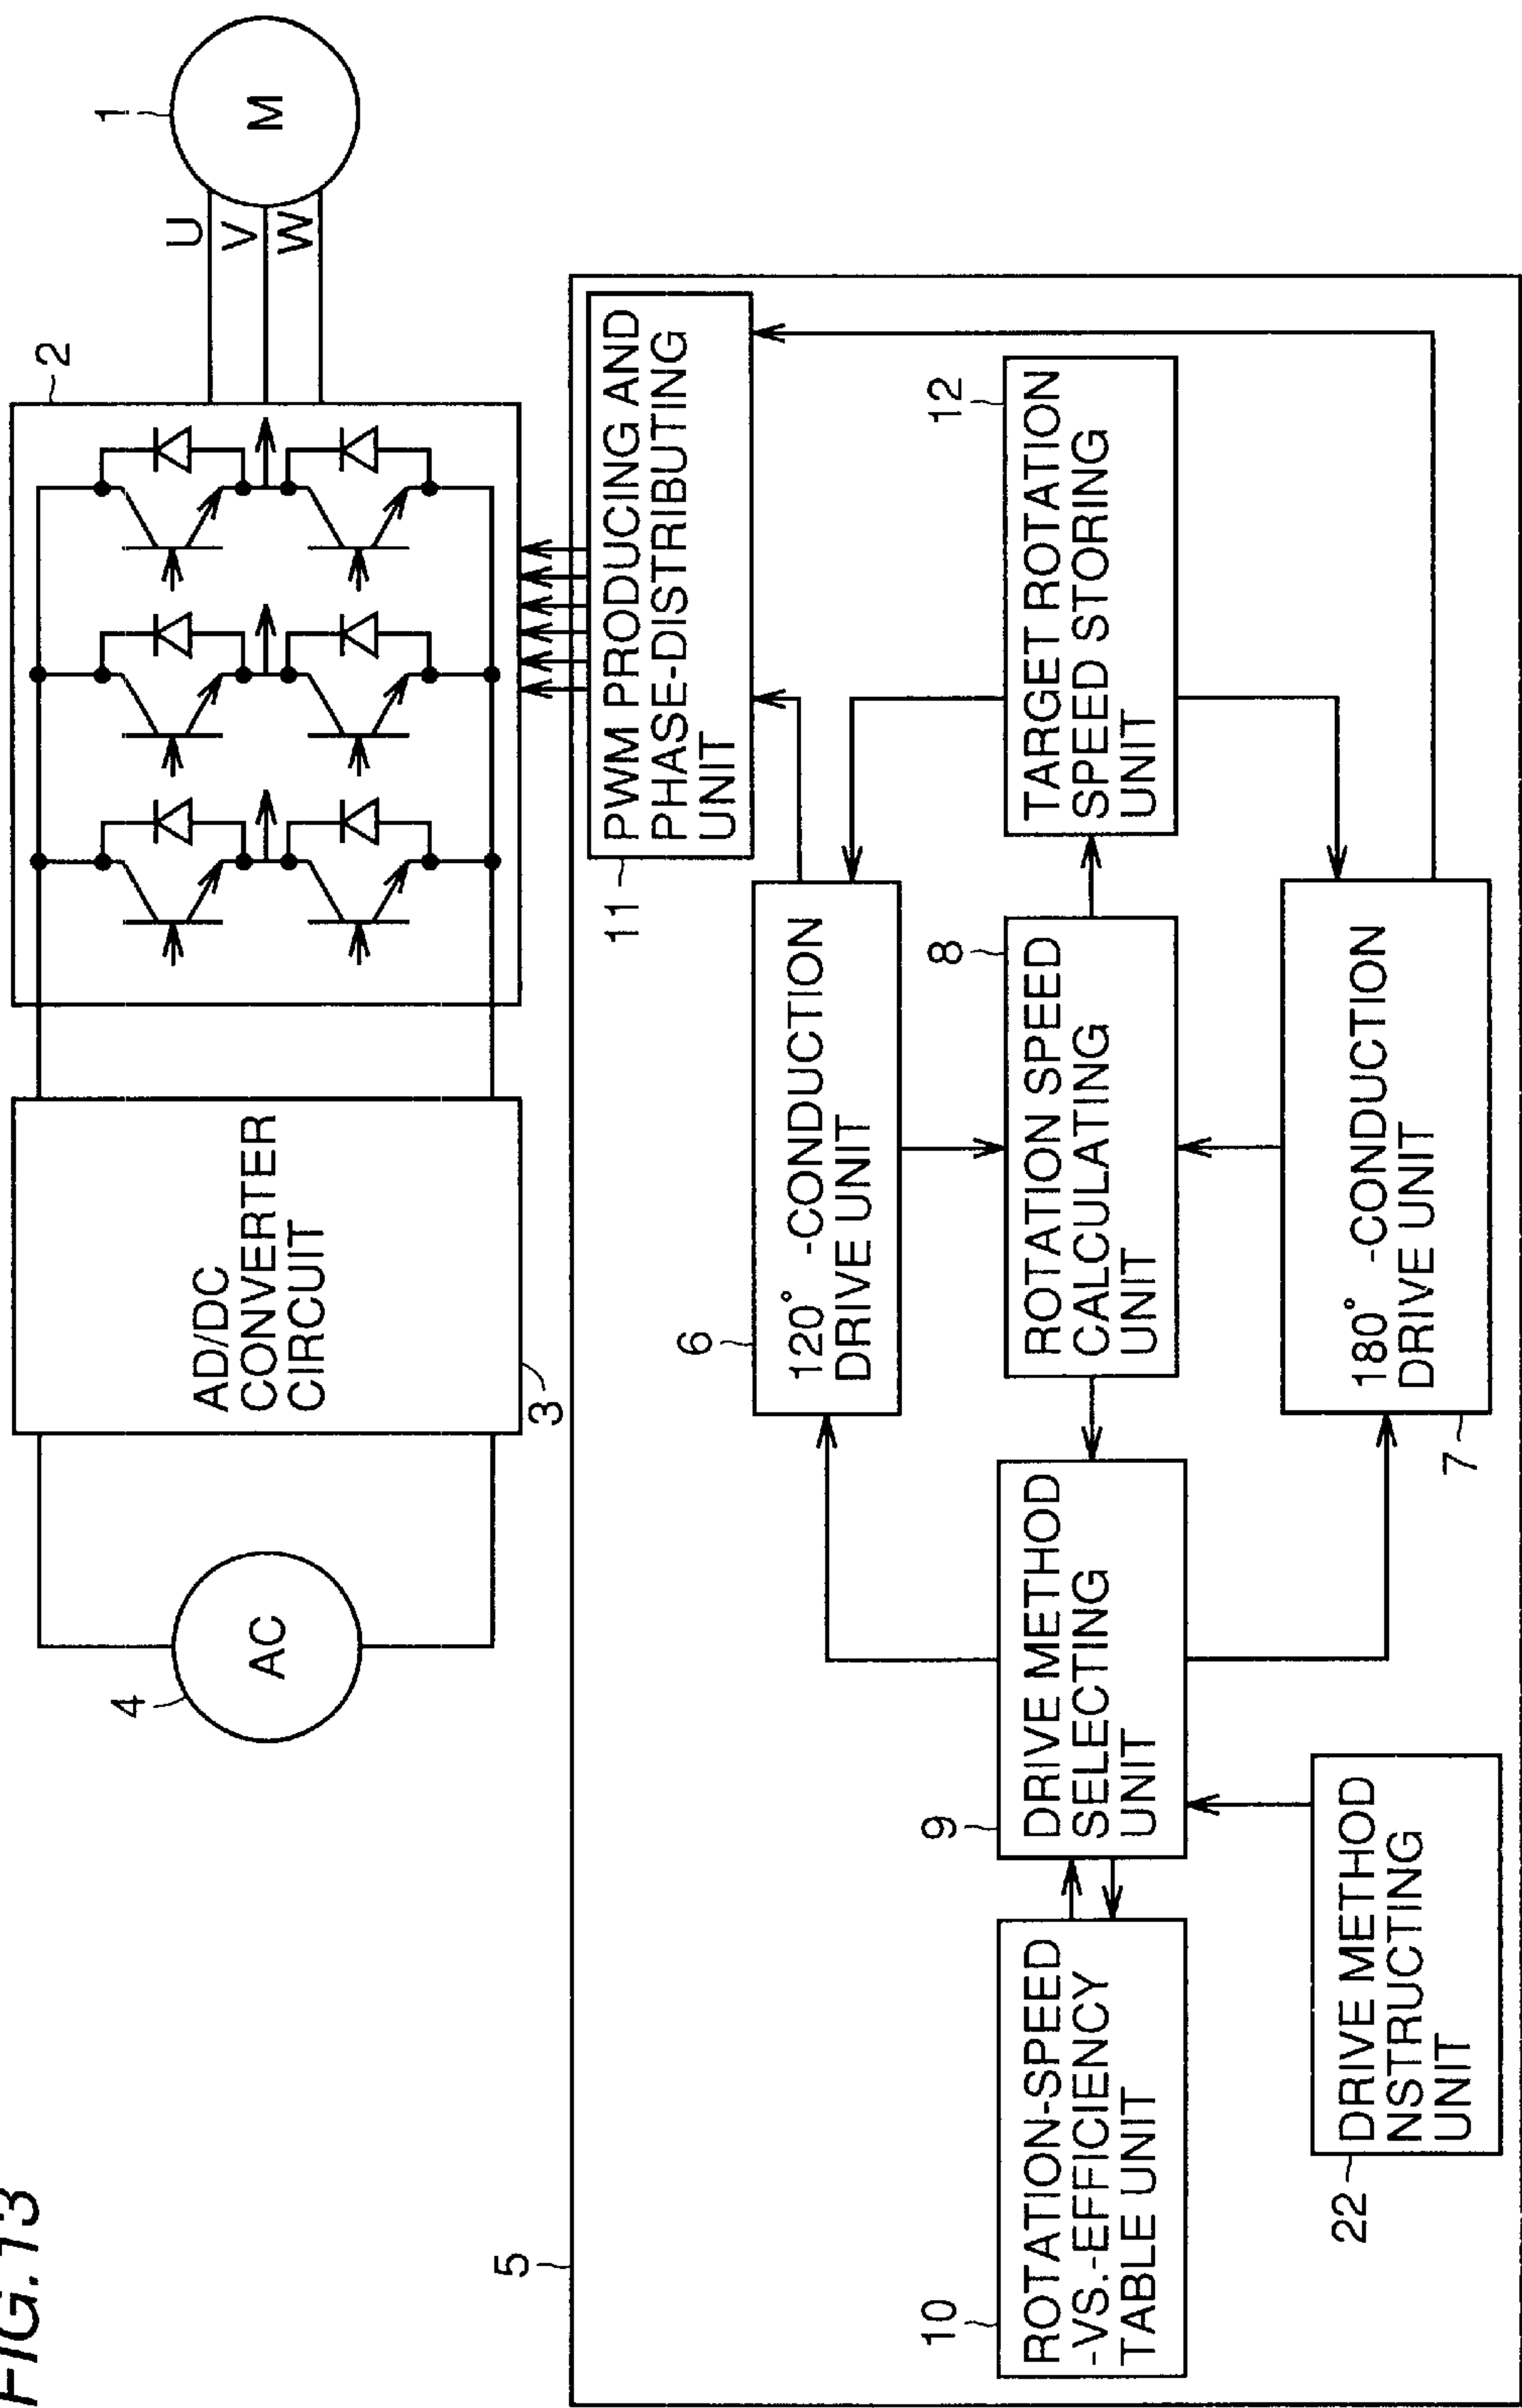 FIG.13
4
AC
3
AD/DC
CONVERTER
CIRCUIT
2
1
M
U
V
W
5
11
PWM PRODUCING AND
PHASE-DISTRIBUTING
UNIT
6
120° -CONDUCTION
DRIVE UNIT
10
ROTATION-SPEED
-VS.-EFFICIENCY
TABLE UNIT
9
DRIVE METHOD
SELECTING
UNIT
8
ROTATION SPEED
CALCULATING
UNIT
12
TARGET ROTATION
SPEED STORING
UNIT
22
DRIVE METHOD
NSTRUCTING
UNIT
7
180° -CONDUCTION
DRIVE UNIT